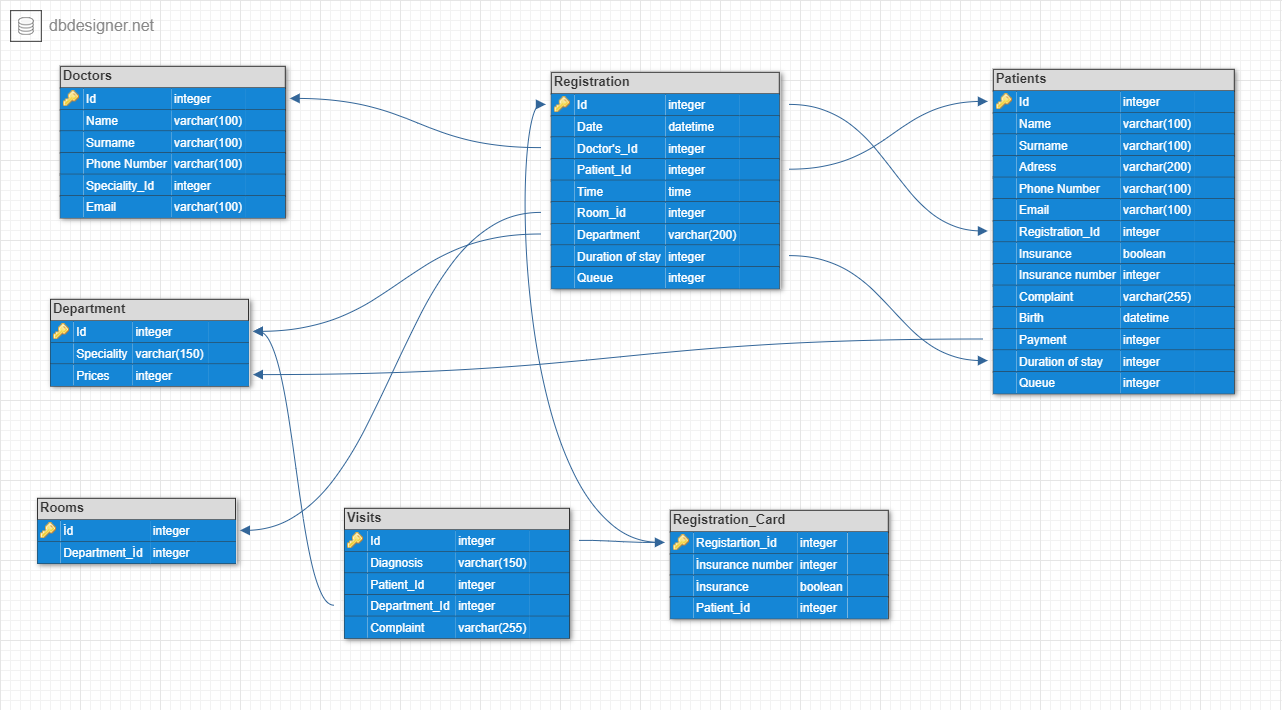 dbdesigner.net
Doctors
Id integer
Name varchar(100)
Surname varchar(100)
Phone Number varchar(100)
Speciality_Id integer
Email varchar(100)
Registration
Id integer
Date datetime
Doctor's_Id integer
Patient_Id integer
Time time
Room_İd integer
Department varchar(200)
Duration of stay integer
Queue integer
Patients
Id integer
Name varchar(100)
Surname varchar(100)
Adress varchar(200)
Phone Number varchar(100)
Email varchar(100)
Registration_Id integer
Insurance boolean
Insurance number integer
Complaint varchar(255)
Birth datetime
Payment integer
Duration of stay integer
Queue integer
Department
Id integer
Speciality varchar(150)
Prices integer
Rooms
İd integer
Department_İd integer
Visits
Id integer
Diagnosis varchar(150)
Patient_Id integer
Department_Id integer
Complaint varchar(255)
Registration_Card
Registartion_İd integer
İnsurance number integer
İnsurance boolean
Patient_İd integer